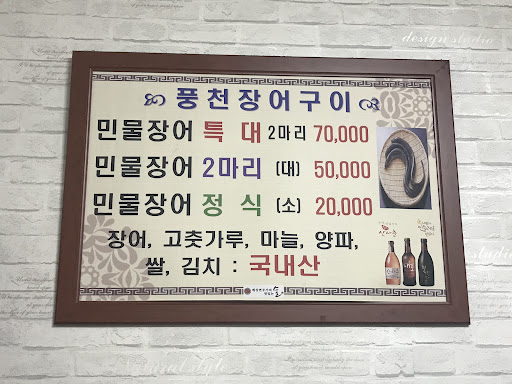 design studio
풍천장어구이
민물장어 특대 2마리 70,000
민물장어 2마리 (대) 50,000
민물장어 정식 (소) 20,000
장어, 고춧가루, 마늘, 양파,
쌀, 김치 : 국내산